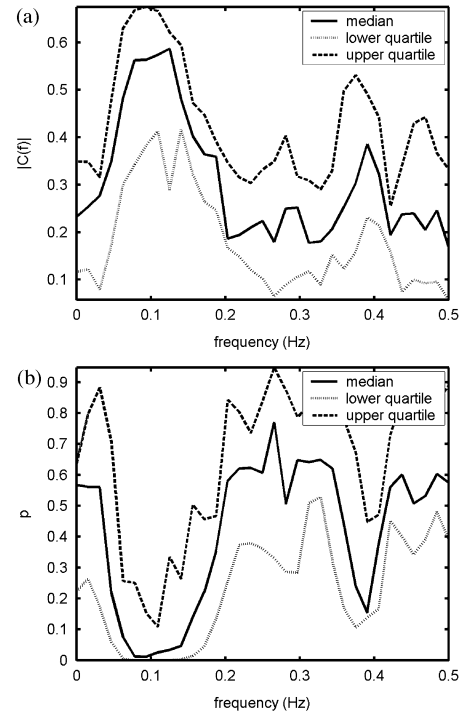 (a)
median
lower quartile
upper quartile
0.6
0.5
0.4
0.3
0.2
0.1
|C(f)|
0 0.1 0.2 0.3 0.4 0.5
frequency (Hz)
(b)
median
lower quartile
upper quartile
0.9
0.8
0.7
0.6
0.5
0.4
0.3
0.2
0.1
0
p
0 0.1 0.2 0.3 0.4 0.5
frequency (Hz)